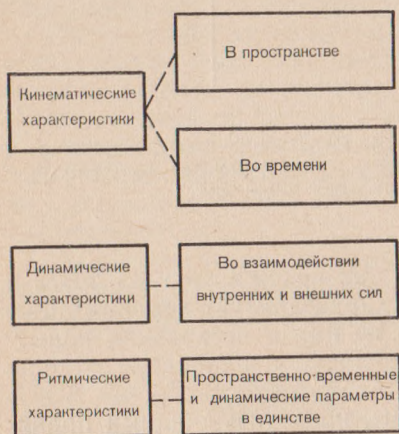 Кинематические
характеристики
В пространстве
Во времени
Динамические
характеристики
Во взаимодействии
внутренних и внешних сил
Ритмические
характеристики
Пространственно-временные
и динамические параметры
в единстве